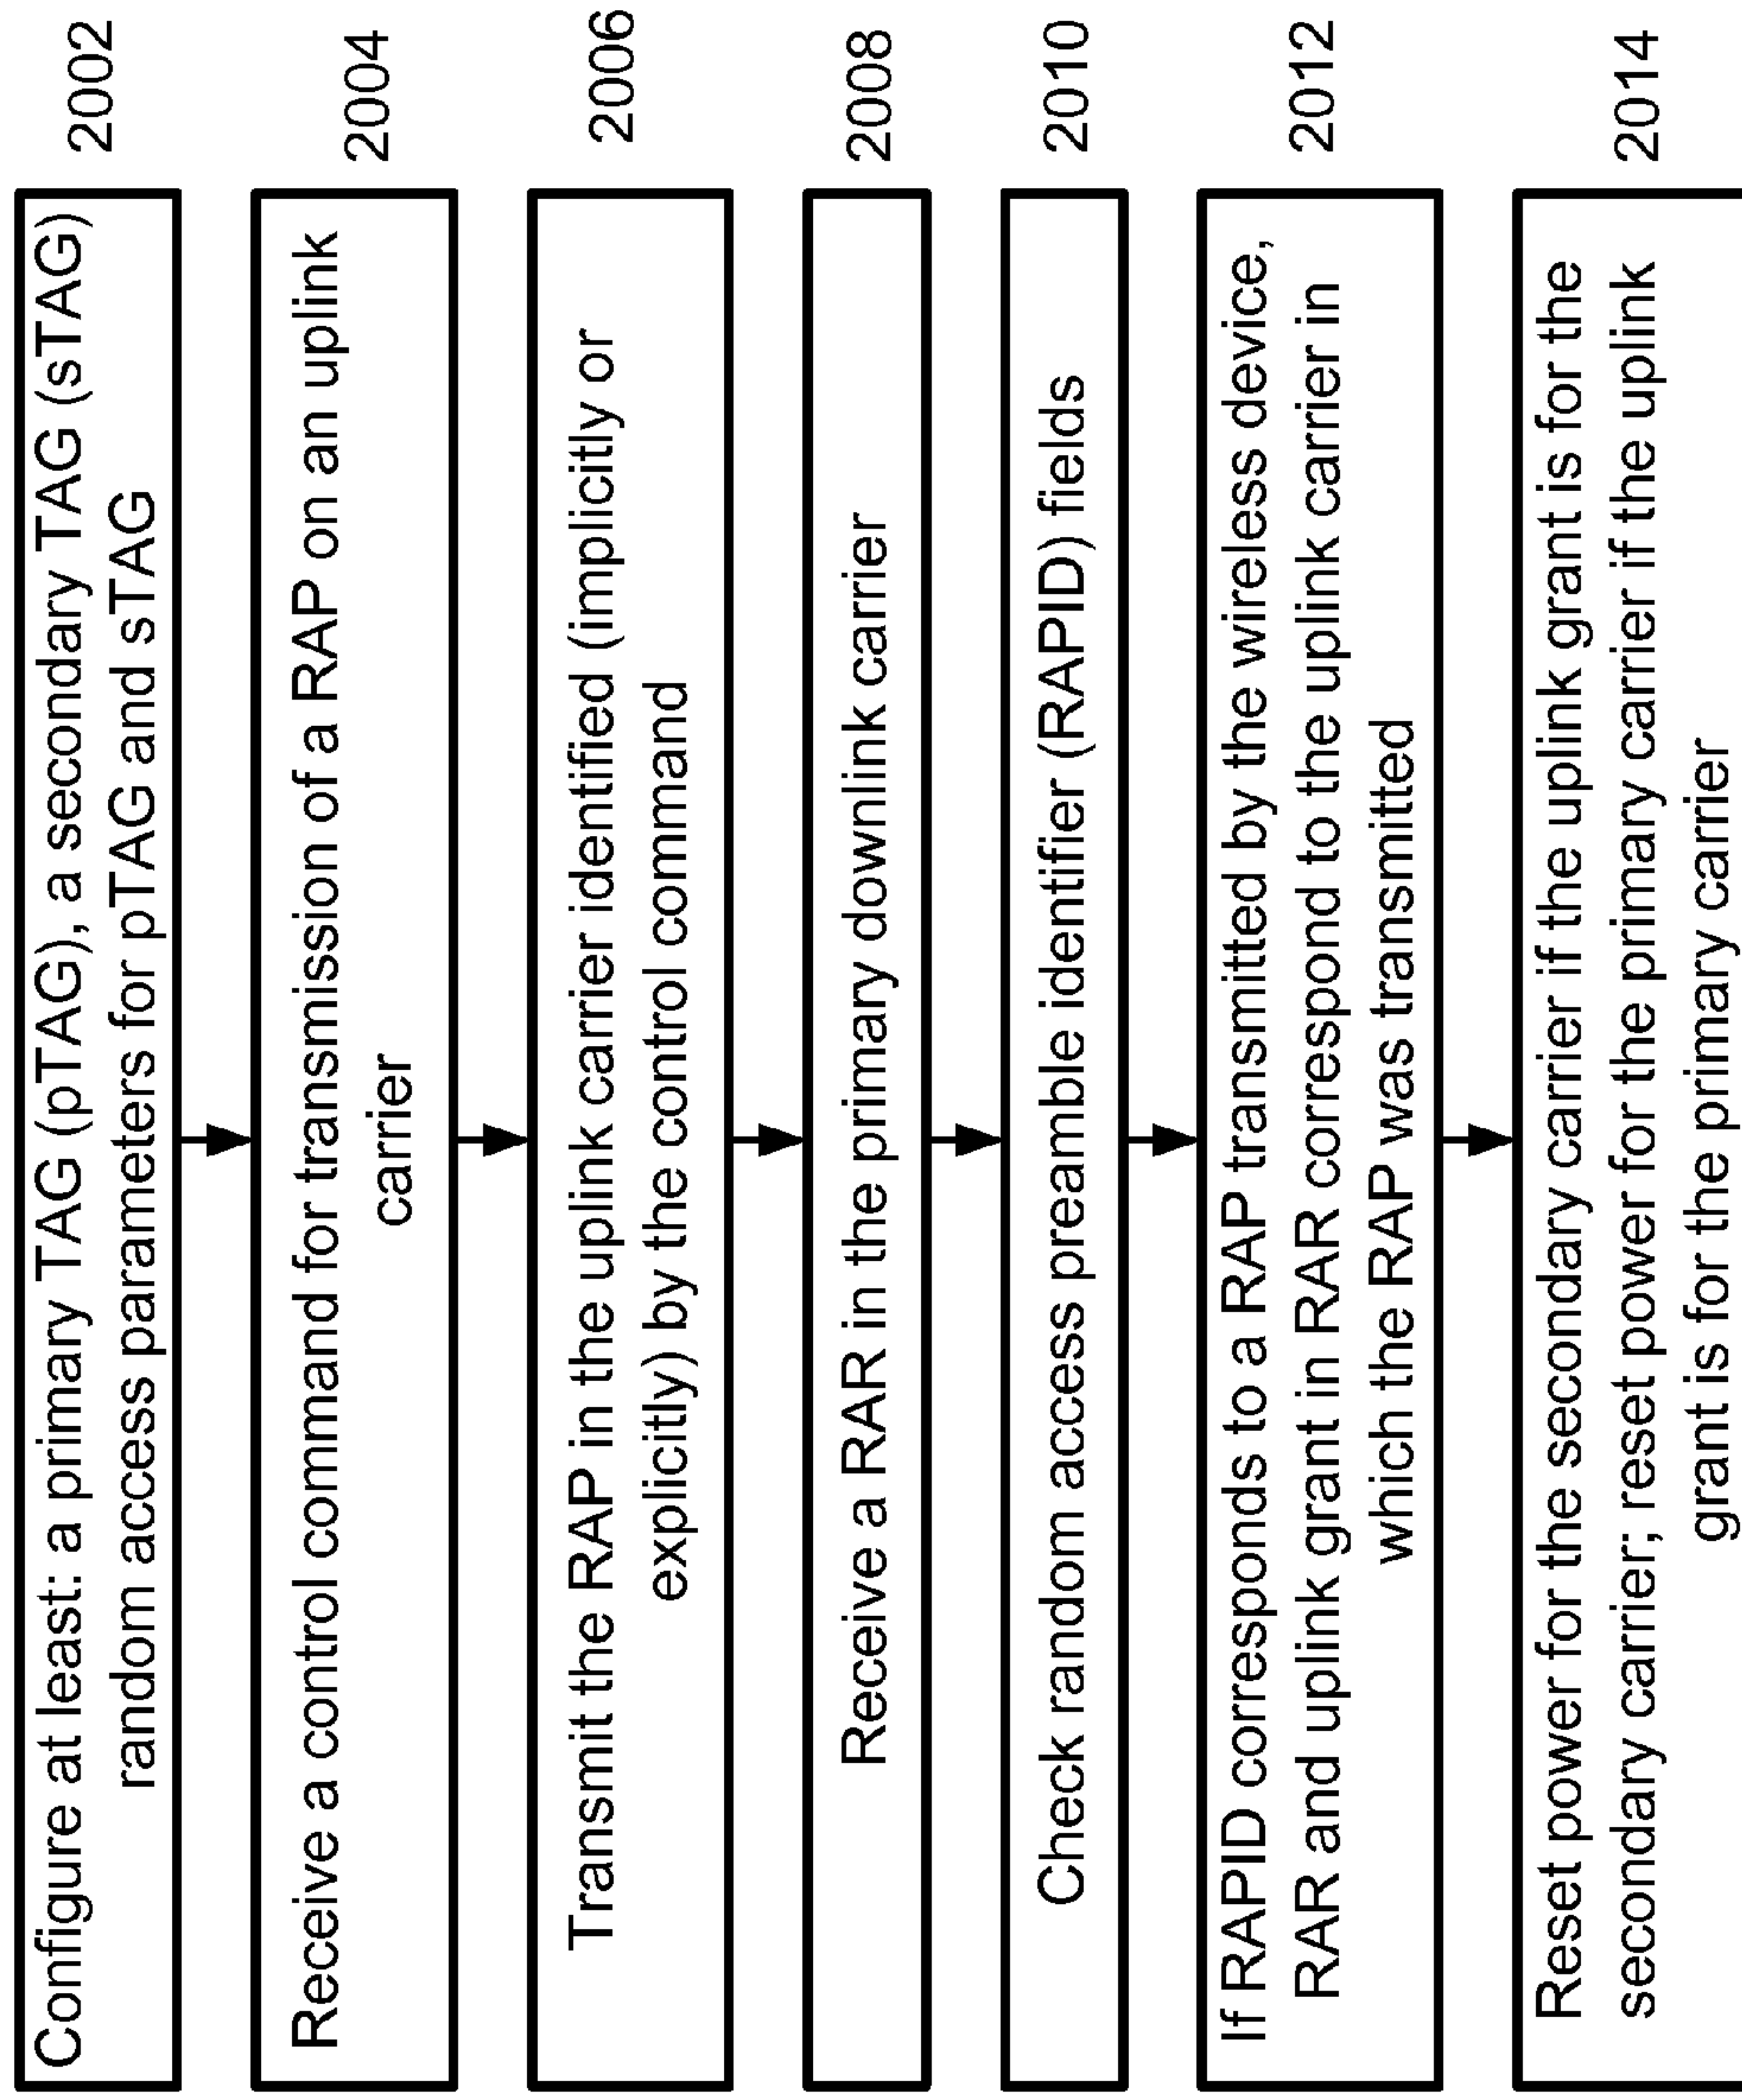 Configure at least: a primary TAG (pTAG), a secondary TAG (sTAG)
random access parameters for pTAG and sTAG
2002
Receive a control command for transmission of a RAP on an uplink
carrier
2004
Transmit the RAP in the uplink carrier identified (implicitly or
explicitly) by the control command
2006
Receive a RAR in the primary downlink carrier
2008
Check random access preamble identifier (RAPID) fields
2010
If RAPID corresponds to a RAP transmitted by the wireless device,
RAR and uplink grant in RAR correspond to the uplink carrier in
which the RAP was transmitted
2012
Reset power for the secondary carrier if the uplink grant is for the
secondary carrier; reset power for the primary carrier if the uplink
grant is for the primary carrier
2014